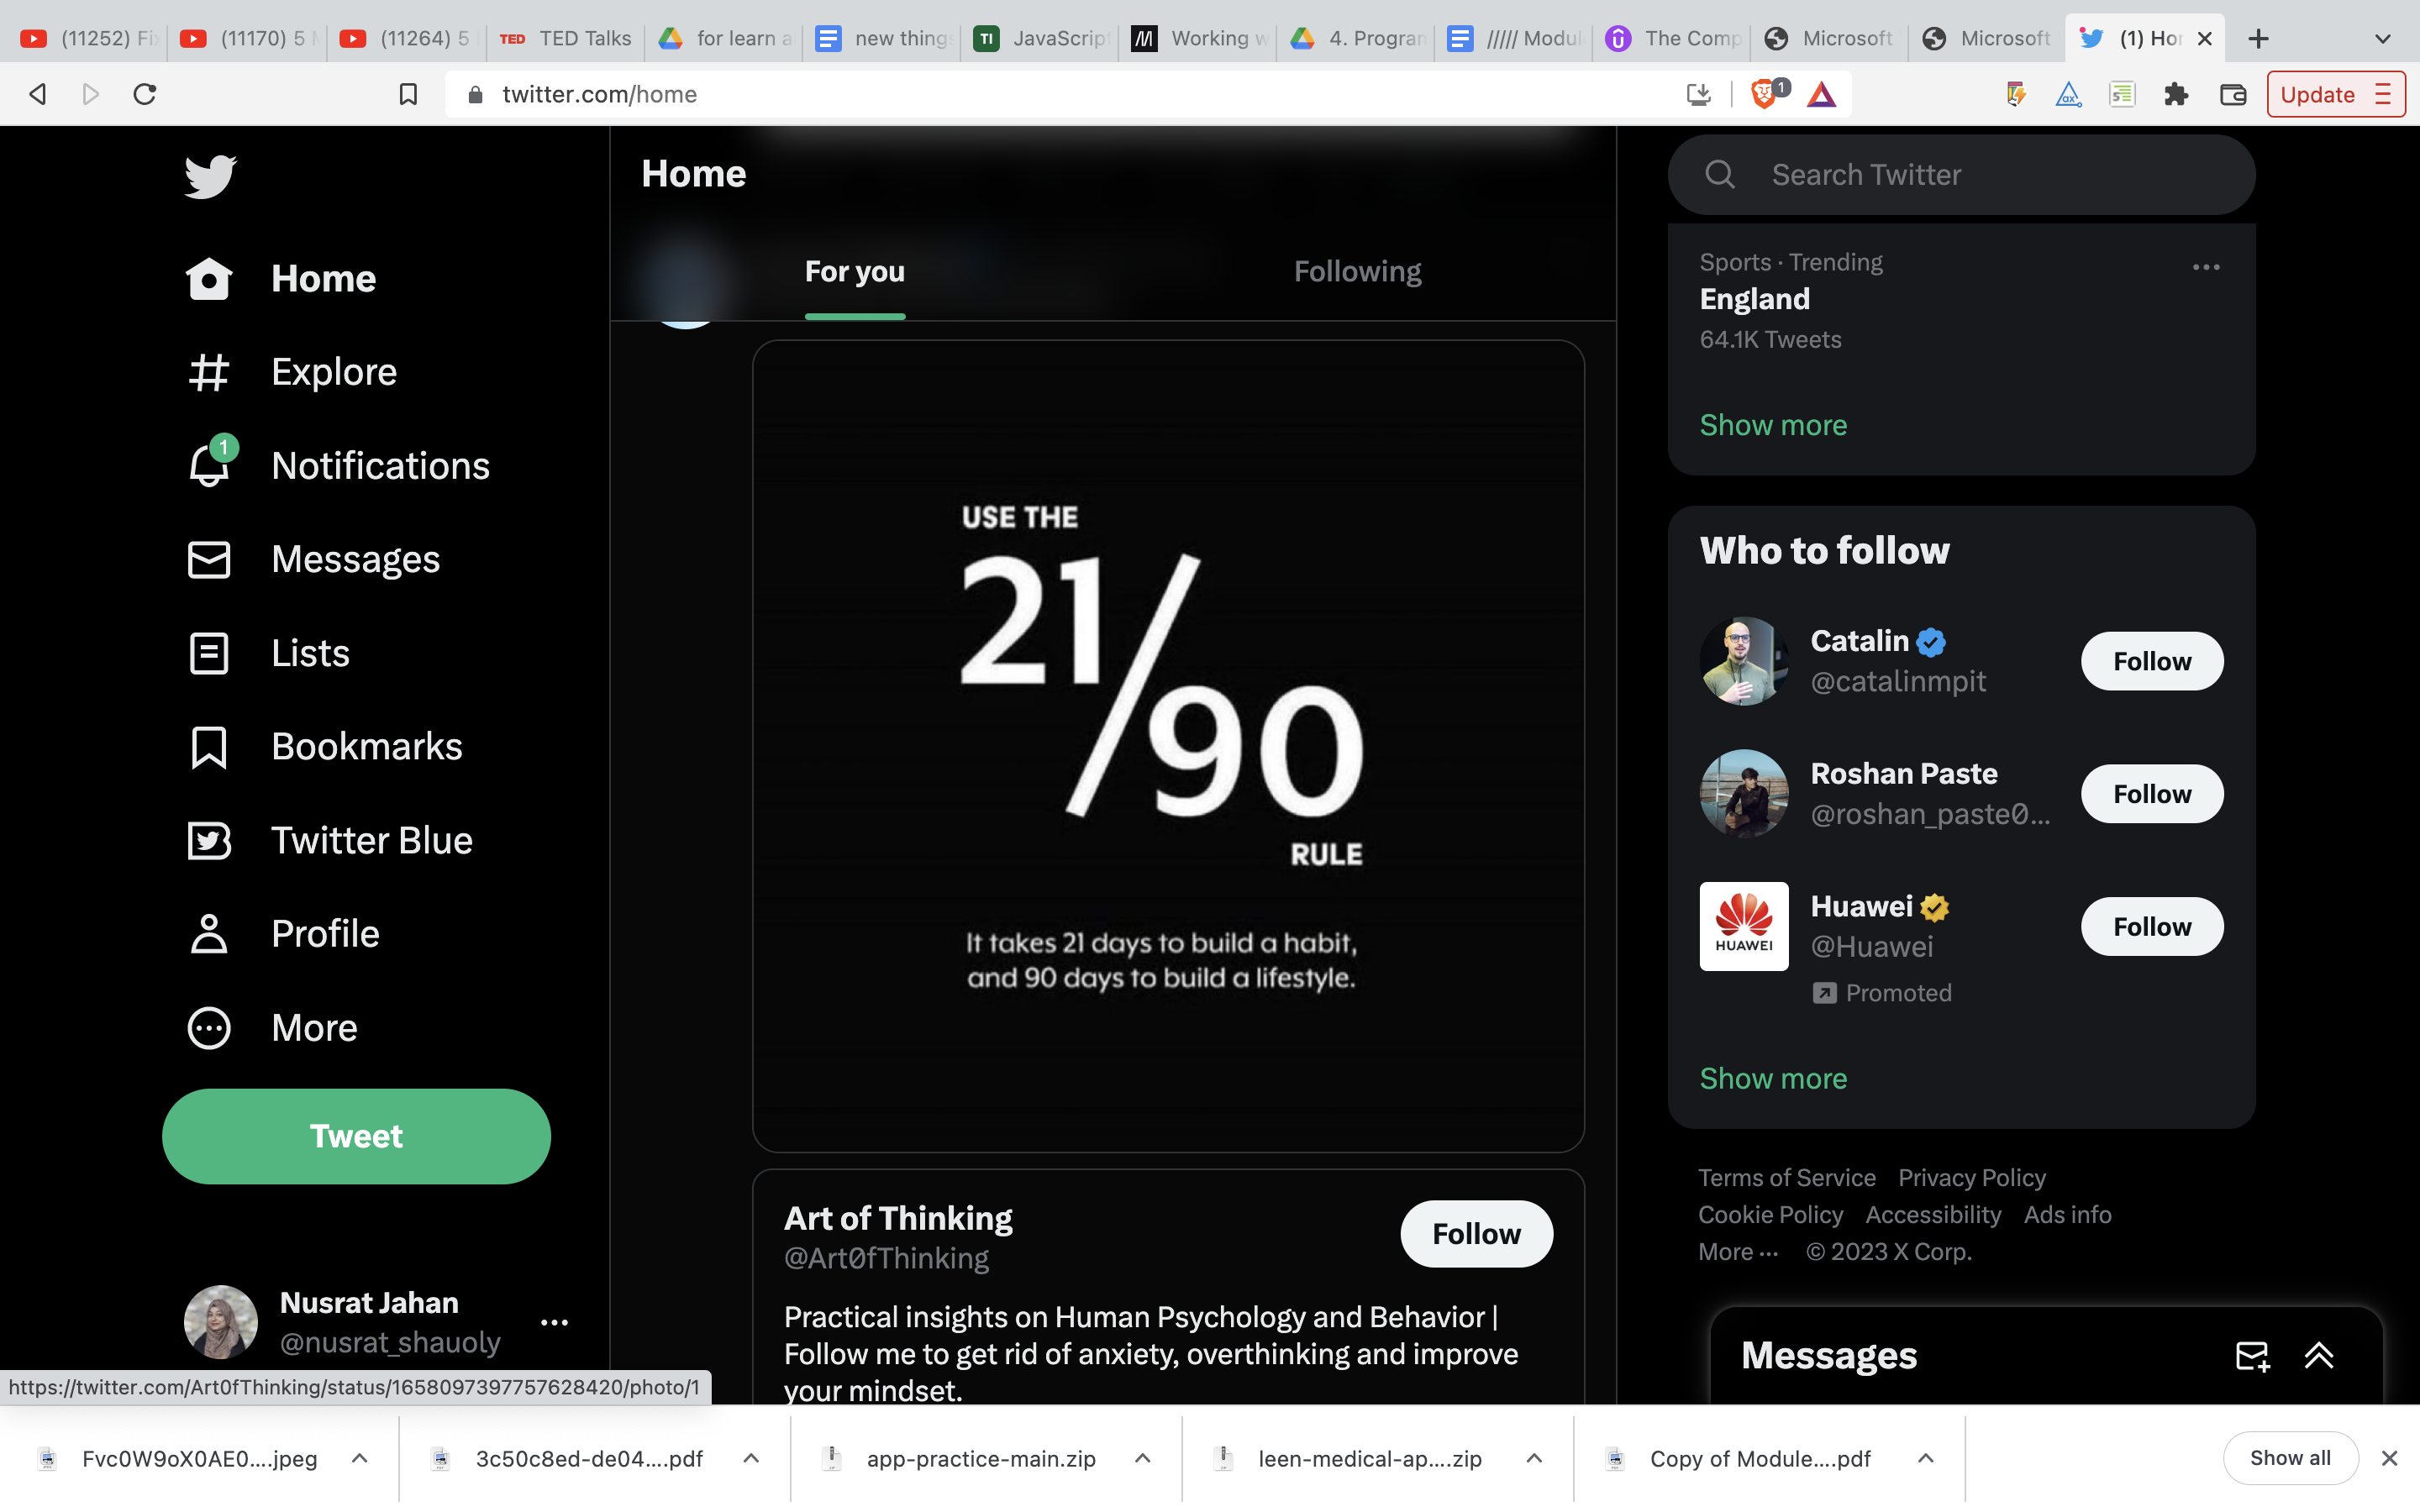 (11252) Fix
(11170) 5
(11264) 5
TED TED Talks
for learn a
new thing
TI JavaScript
Working w
4. Program
///// Modul
The Comp
Microsoft
Microsoft
(1) Ho
twitter.com/home
1
Update
Home
Explore
1
Notifications
Messages
Lists
Bookmarks
Twitter Blue
Profile
More
Tweet
Nusrat Jahan
@nusrat_shauoly
https://twitter.com/Art0fThinking/status/1658097397757628420/photo/1
Home
For you Following
USE THE
21/90
RULE
It takes 21 days to build a habit,
and 90 days to build a lifestyle.
Art of Thinking
@Art0fThinking
Follow
Practical insights on Human Psychology and Behavior |
Follow me to get rid of anxiety, overthinking and improve
your mindset.
Search Twitter
Sports · Trending
England
64.1K Tweets
Show more
Who to follow
Catalin
@catalinmpit
Follow
Roshan Paste
@roshan_paste0...
Follow
HUAWEI
Huawei
@Huawei
Follow
Promoted
Show more
Terms of Service Privacy Policy
Cookie Policy Accessibility Ads info
More ··· © 2023 X Corp.
Messages
Fvc0W9oX0AE0....jpeg
3c50c8ed-de04....pdf
app-practice-main.zip
leen-medical-ap....zip
Copy of Module....pdf
Show all